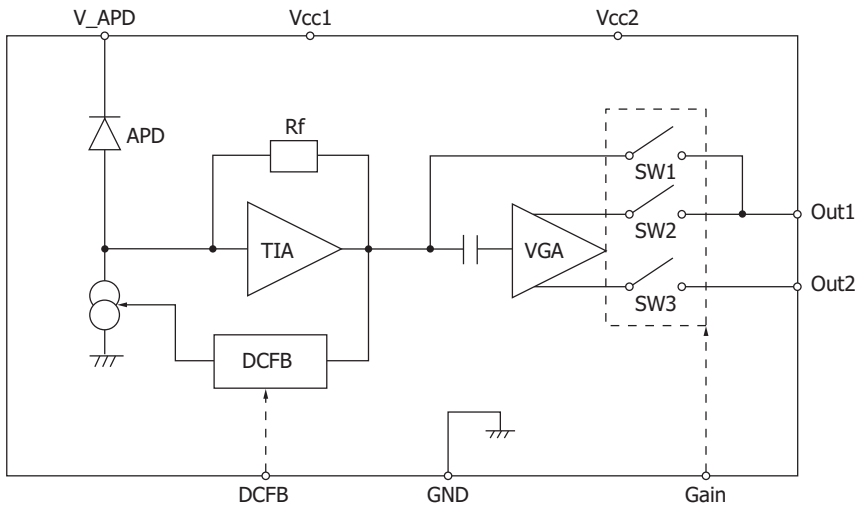 V_APD
Vcc1
Vcc2
APD
Rf
SW1
TIA
VGA
SW2
Out1
SW3
Out2
DCFB
DCFB
GND
Gain